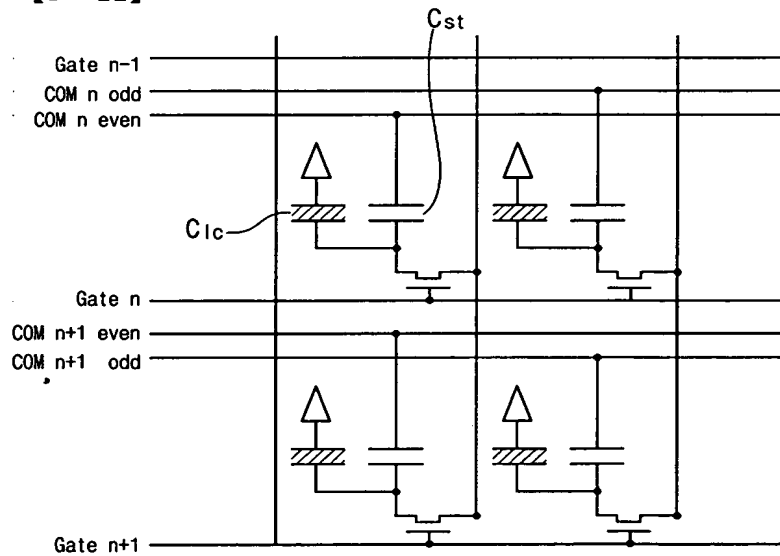 Cst
Gate n-1
COM n odd
COM n even
Clc
Gate n
COM n+1 even
COM n+1 odd
Gate n+1